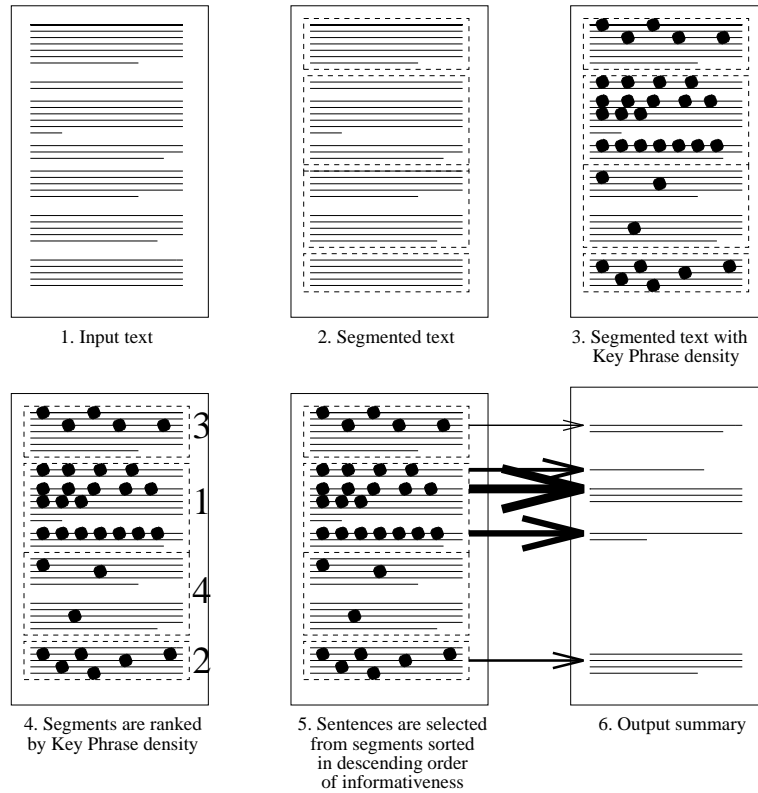 1. Input text
2. Segmented text
3. Segmented text with
Key Phrase density
3
1
4
2
4. Segments are ranked
by Key Phrase density
5. Sentences are selected
from segments sorted
in descending order
of informativeness
6. Output summary